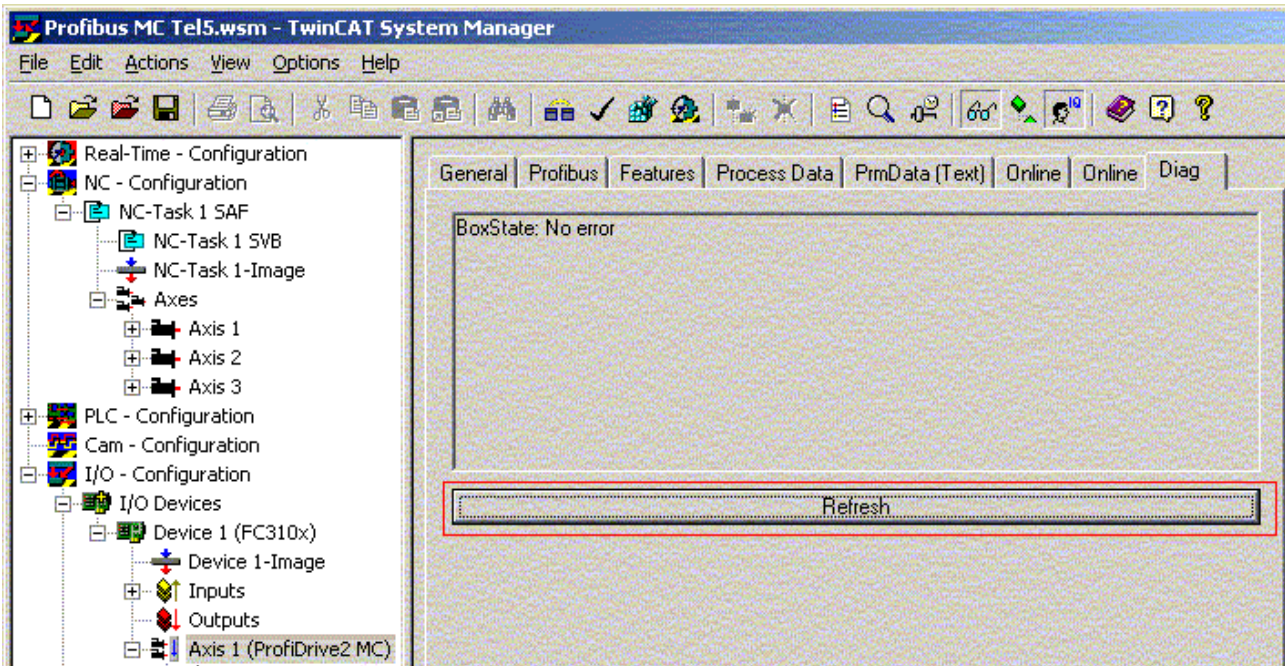 Profibus MC Tel5.wsm - TwinCAT System Manager
File Edit Actions View Options Help
Real-Time - Configuration
NC - Configuration
NC-Task 1 SAF
NC-Task 1 SVB
NC-Task 1-Image
Axes
Axis 1
Axis 2
Axis 3
PLC - Configuration
Cam - Configuration
I/O - Configuration
I/O Devices
Device 1 (FC310x)
Device 1-Image
Inputs
Outputs
Axis 1 (ProfiDrive2 MC)
General Profibus Features Process Data PrmData (Text) Online Online Diag
BoxState: No error
Refresh